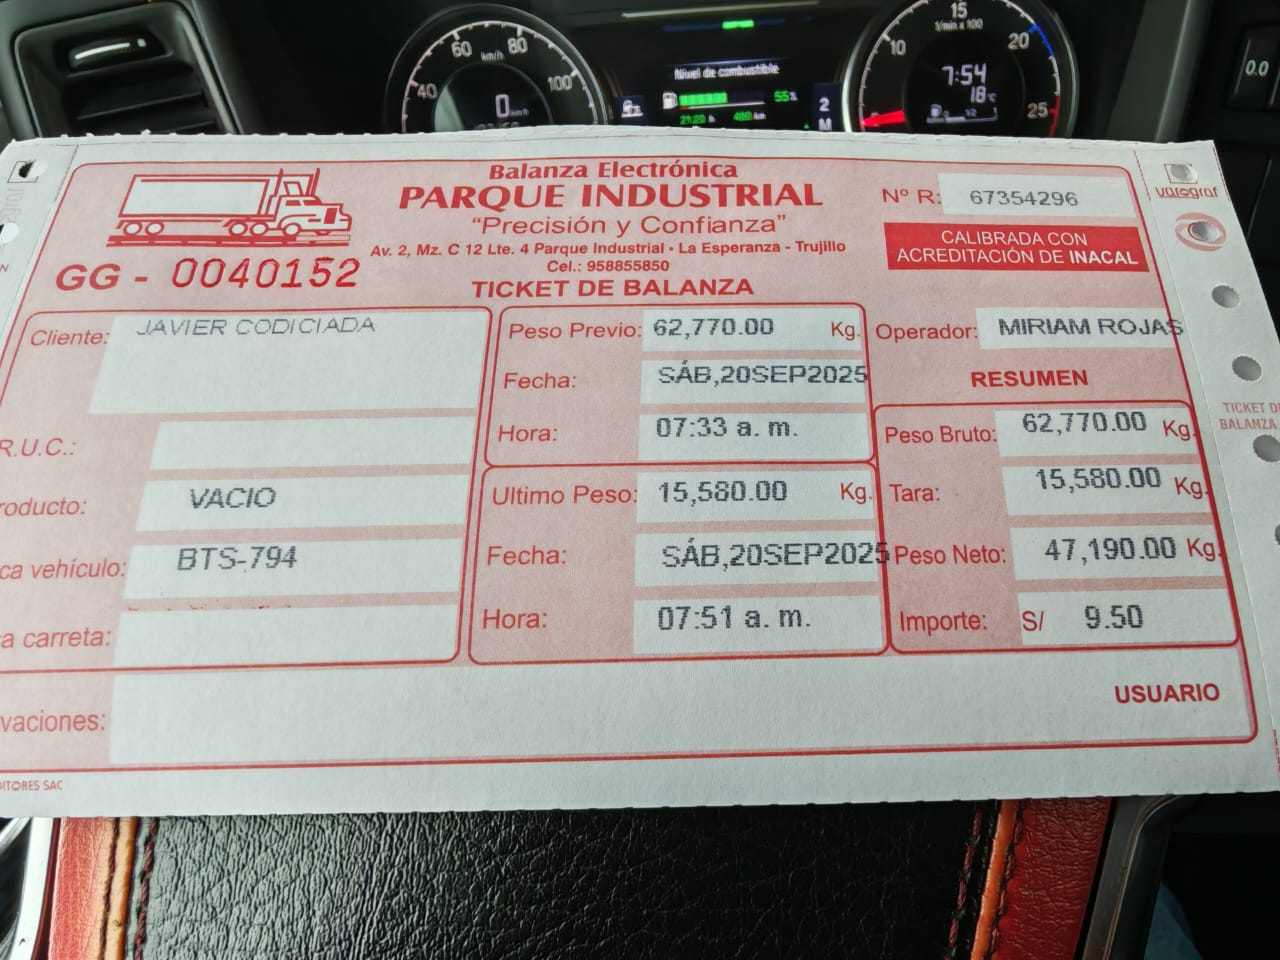 60 80
km/h
40 100
0 km/h
Nivel de combustible
55%
2
M
15
1/min x 100
10 20
7:54
18°C
25
0.0
Balanza Electrónica
PARQUE INDUSTRIAL
“Precisión y Confianza”
Av. 2, Mz. C 12 Lte. 4 Parque Industrial • La Esperanza - Trujillo
Cel.: 958855850
TICKET DE BALANZA
GG - 0040152
Nº R: 67354296
CALIBRADA CON
ACREDITACIÓN DE INACAL
varograf
Cliente: JAVIER CODICIADA
R.U.C.:
roducto: VACIO
ca vehículo: BTS-794
a carreta:
vaciones:
Peso Previo: 62,770.00 Kg.
Fecha: SÁB,20SEP2025
Hora: 07:33 a. m.
Ultimo Peso: 15,580.00 Kg.
Fecha: SÁB,20SEP2025
Hora: 07:51 a. m.
Operador: MIRIAM ROJAS
RESUMEN
Peso Bruto: 62,770.00 Kg.
Tara: 15,580.00 Kg.
Peso Neto: 47,190.00 Kg.
Importe: S/ 9.50
USUARIO
TICKET D
BALANZA
DITORES SAC